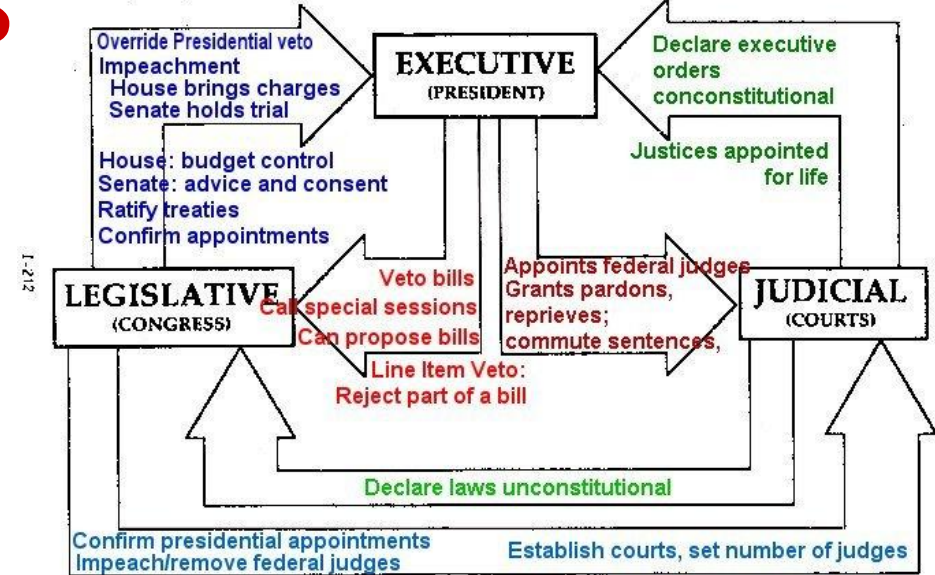 Override Presidential veto
Impeachment
House brings charges
Senate holds trial
House: budget control
Senate: advice and consent
Ratify treaties
Confirm appointments
EXECUTIVE
(PRESIDENT)
Declare executive
orders
conconstitutional
Justices appointed
for life
I-212
LEGISLATIVE
(CONGRESS)
Veto bills
Call special sessions
Can propose bills
Line Item Veto:
Reject part of a bill
Appoints federal judges
Grants pardons,
reprieves;
commute sentences,
JUDICIAL
(COURTS)
Declare laws unconstitutional
Confirm presidential appointments
Impeach/remove federal judges
Establish courts, set number of judges